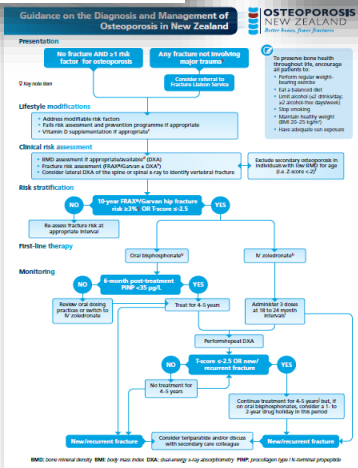 Guidance on the Diagnosis and Management of
Osteoporosis in New Zealand
OSTEOPOROSIS
NEW ZEALAND
Better bones, fewer fractures
Presentation
No fracture AND ≥1 risk
factor for osteoporosis
Any fracture not involving
major trauma
Key note item
Consider referral to
Fracture Liaison Service
To preserve bone health
throughout life, encourage
all patients to:
• Perform regular weight-
bearing exercise
• Eat a balanced diet
• Limit alcohol (≤2 drinks/day,
≥2 alcohol-free days/week)
• Stop smoking
• Maintain healthy weight
(BMI 20–25 kg/m²)
• Have adequate sun exposure
Lifestyle modifications
• Address modifiable risk factors
• Falls risk assessment and prevention programme if appropriate
• Vitamin D supplementation if appropriate
Clinical risk assessment
• BMD assessment if appropriate/available (DXA)
• Fracture risk assessment (FRAX/Garvan ± DXA)
• Consider lateral DXA of the spine or spinal x-ray to identify vertebral fracture
Exclude secondary osteoporosis in
individuals with low BMD for age
(i.e. Z-score <-2)
Risk stratification
NO
10-year FRAX/Garvan hip fracture
risk ≥3% OR T-score ≤-2.5
YES
Re-assess fracture risk at
appropriate interval
First-line therapy
Oral bisphosphonate
IV zoledronate
Monitoring
NO
6-month post-treatment
PINP <35 µg/L
YES
Review oral dosing
practices or switch to
IV zoledronate
Treat for 4–5 years
Administer 3 doses
at 18 to 24 month
intervals
Perform/repeat DXA
NO
T-score ≤-2.5 OR new/
recurrent fracture
YES
No treatment for
4–5 years
Continue treatment for 4–5 years but, if
on oral bisphosphonates, consider a 1- to
2-year drug holiday in this period
New/recurrent fracture
Consider teriparatide and/or discuss
with secondary care colleague
New/recurrent fracture
BMD: bone mineral density BMI: body mass index DXA: dual-energy x-ray absorptiometry PINP: procollagen type I N-terminal propeptide